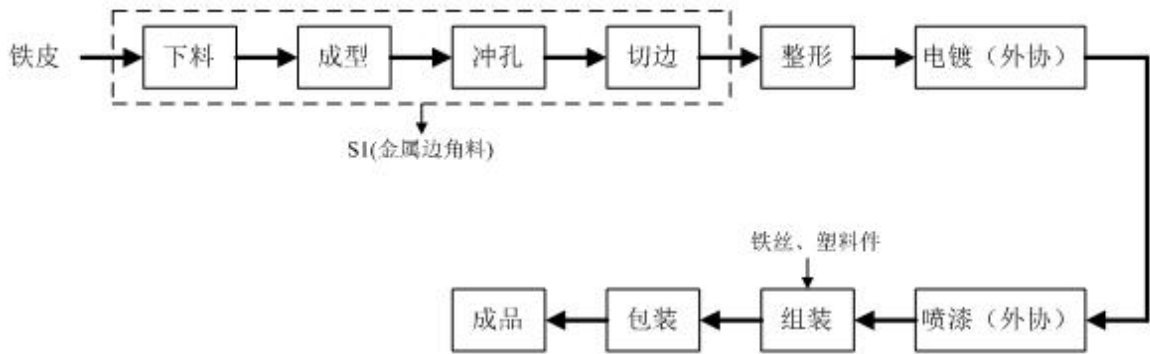 铁皮
下料
成型
冲孔
切边
整形
电镀（外协）
S1(金属边角料)
铁丝、塑料件
喷漆（外协）
组装
包装
成品